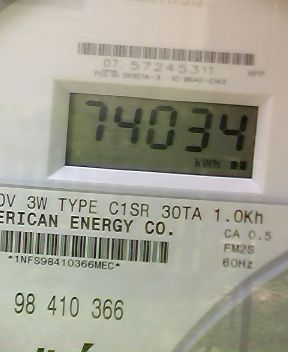 07 57245311
74034
kWh
0V 3W TYPE C1SR 30TA 1.0Kh
ERICAN ENERGY CO.
CA 0.5
FM2S
60Hz
*1NFS98410366MEC*
98 410 366